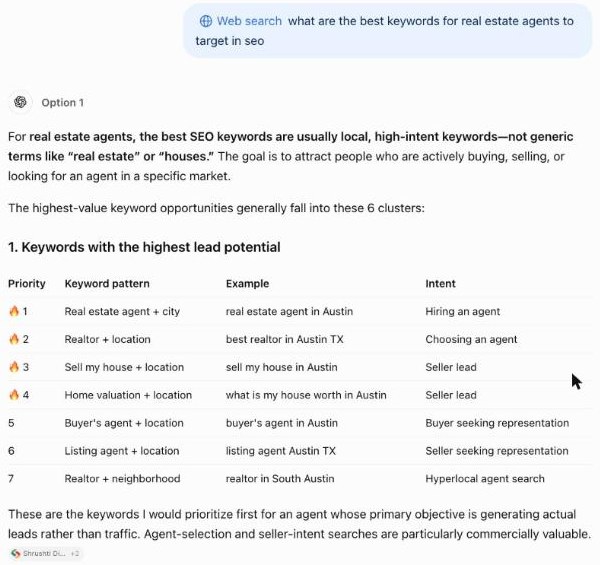 Web search what are the best keywords for real estate agents to
target in seo
Option 1
For real estate agents, the best SEO keywords are usually local, high-intent keywords—not generic
terms like “real estate” or “houses.” The goal is to attract people who are actively buying, selling, or
looking for an agent in a specific market.
The highest-value keyword opportunities generally fall into these 6 clusters:
1. Keywords with the highest lead potential
Priority Keyword pattern Example Intent
🔥 1 Real estate agent + city real estate agent in Austin Hiring an agent
🔥 2 Realtor + location best realtor in Austin TX Choosing an agent
🔥 3 Sell my house + location sell my house in Austin Seller lead
🔥 4 Home valuation + location what is my house worth in Austin Seller lead
5 Buyer's agent + location buyer's agent in Austin Buyer seeking representation
6 Listing agent + location listing agent Austin TX Seller seeking representation
7 Realtor + neighborhood realtor in South Austin Hyperlocal agent search
These are the keywords I would prioritize first for an agent whose primary objective is generating actual
leads rather than traffic. Agent-selection and seller-intent searches are particularly commercially valuable.
Shrushti Di... +2